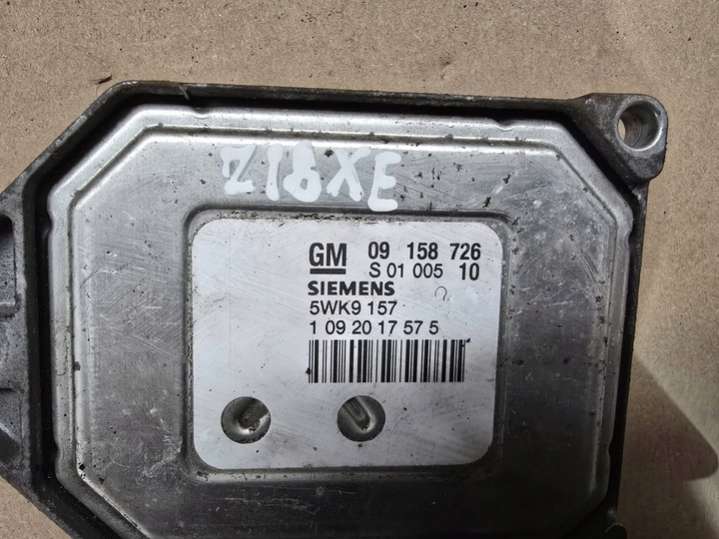 Z18XE
GM 09 158 726
S 01 005 10
SIEMENS
5WK9 157
1 09 20 17 57 5